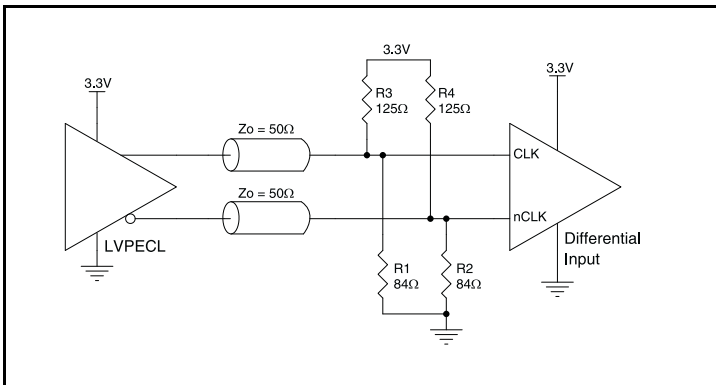 3.3V
3.3V
3.3V
R3
125Ω
R4
125Ω
Zo = 50Ω
CLK
Zo = 50Ω
nCLK
LVPECL
R1
84Ω
R2
84Ω
Differential
Input